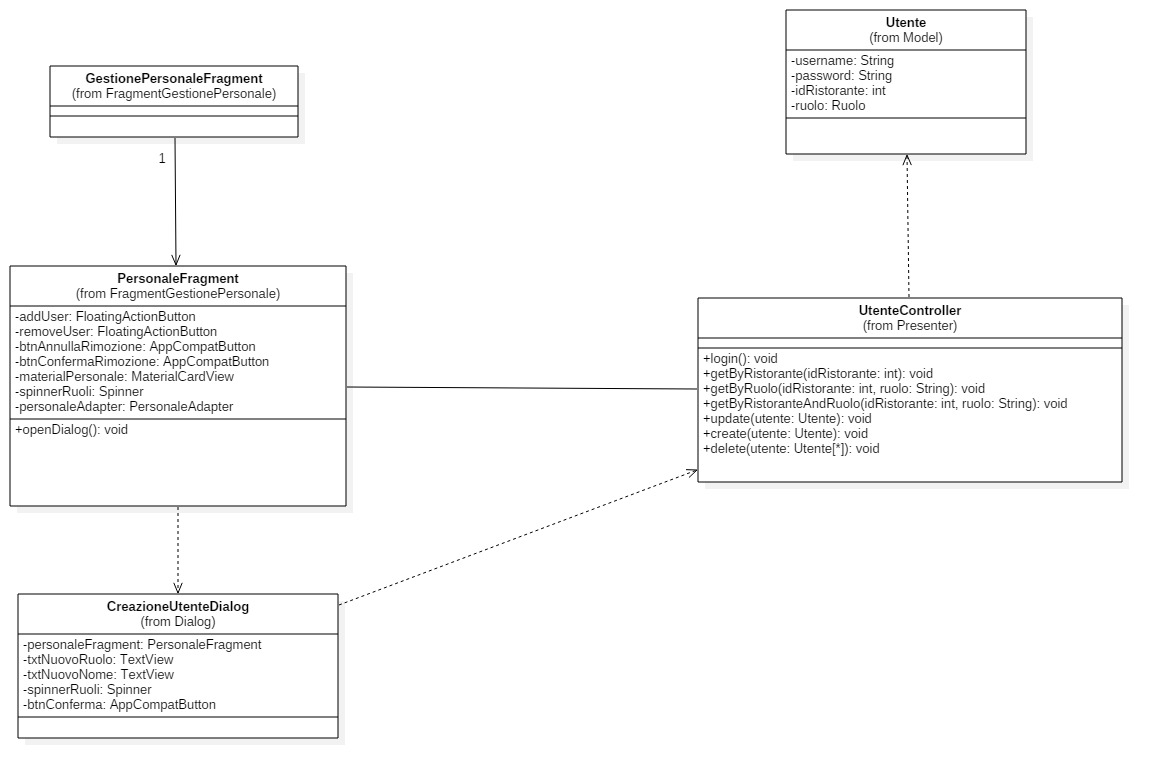 Utente
(from Model)
-username: String
-password: String
-idRistorante: int
-ruolo: Ruolo
GestionePersonaleFragment
(from FragmentGestionePersonale)
1
PersonaleFragment
(from FragmentGestionePersonale)
-addUser: FloatingActionButton
-removeUser: FloatingActionButton
-btnAnnullaRimozione: AppCompatButton
-btnConfermaRimozione: AppCompatButton
-materialPersonale: MaterialCardView
-spinnerRuoli: Spinner
-personaleAdapter: PersonaleAdapter
+openDialog(): void
UtenteController
(from Presenter)
+login(): void
+getByRistorante(idRistorante: int): void
+getByRuolo(idRistorante: int, ruolo: String): void
+getByRistoranteAndRuolo(idRistorante: int, ruolo: String): void
+update(utente: Utente): void
+create(utente: Utente): void
+delete(utente: Utente[*]): void
CreazioneUtenteDialog
(from Dialog)
-personaleFragment: PersonaleFragment
-txtNuovoRuolo: TextView
-txtNuovoNome: TextView
-spinnerRuoli: Spinner
-btnConferma: AppCompatButton